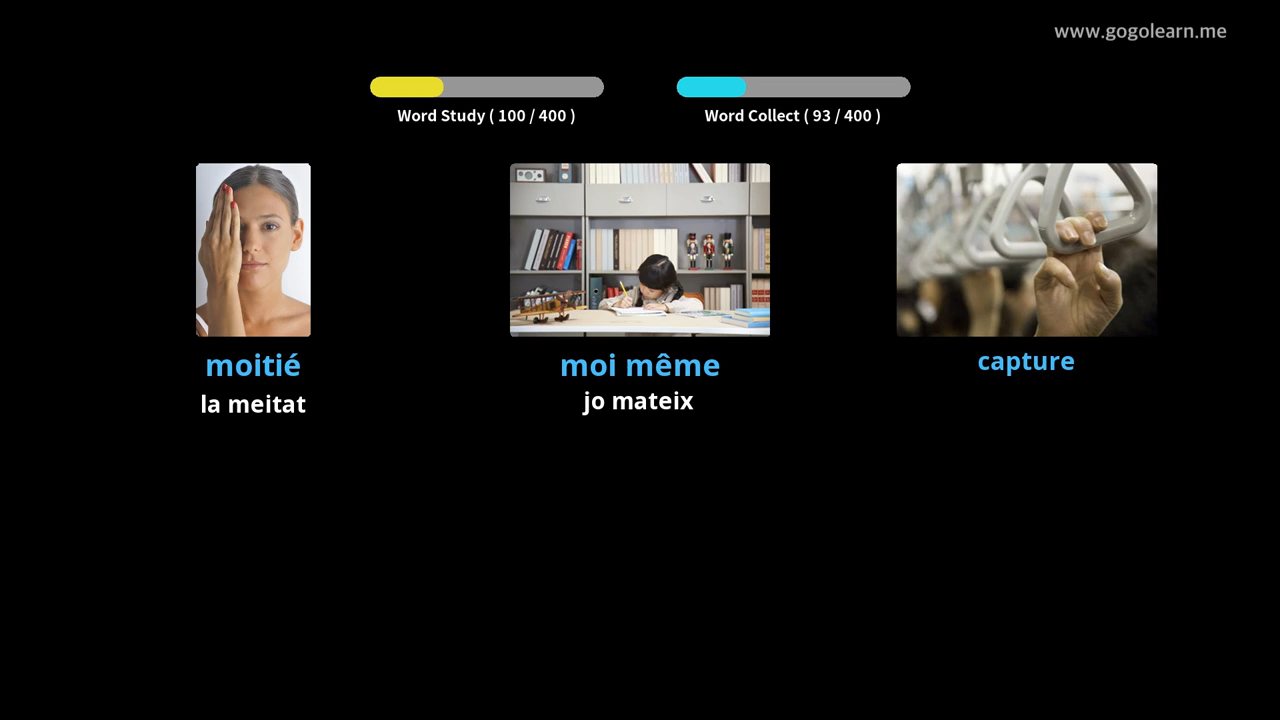 www.gogolearn.me
Word Study ( 100 / 400 )
Word Collect ( 93 / 400 )
moitié
la meitat
moi même
jo mateix
capture